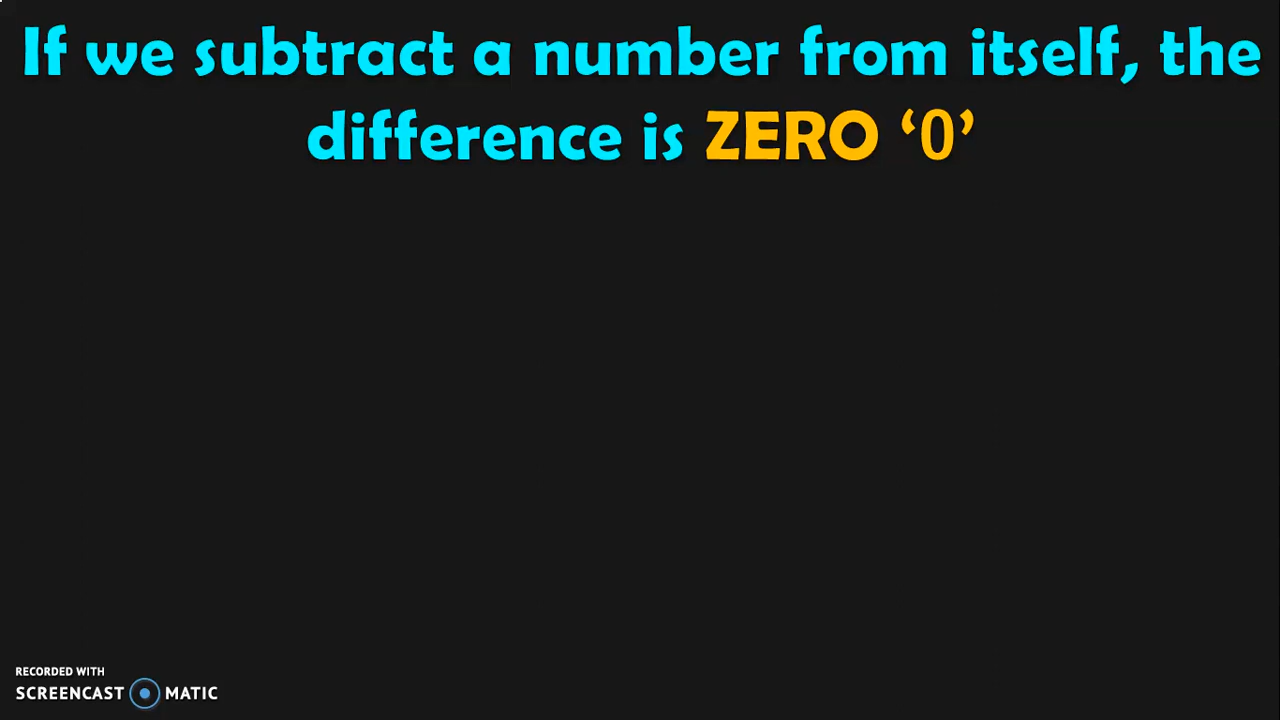 If we subtract a number from itself, the
difference is ZERO ‘0’
RECORDED WITH
SCREENCAST MATIC